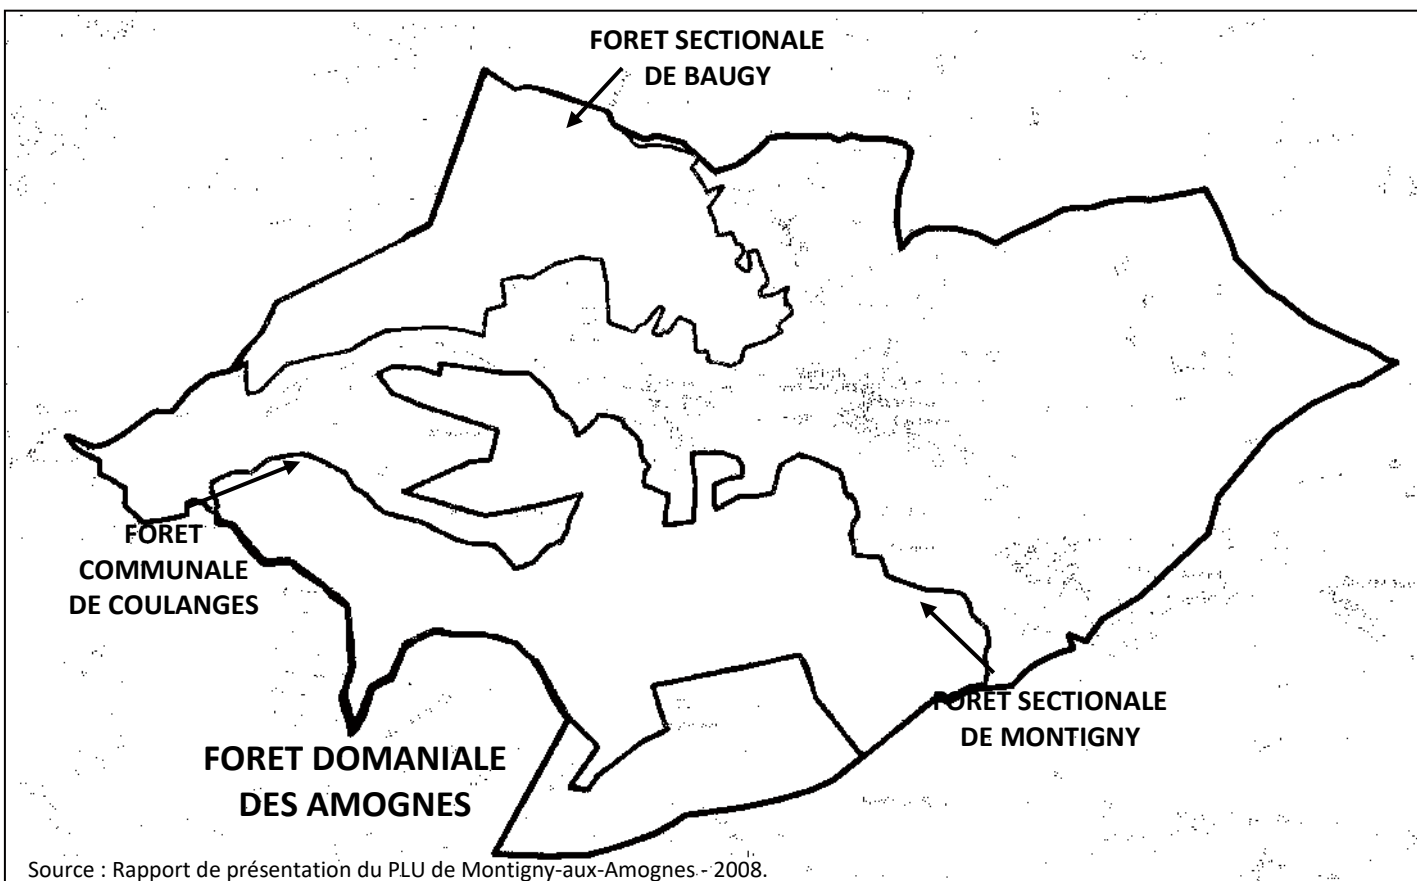 FORET SECTIONALE
DE BAUGY
FORET
COMMUNALE
DE COULANGES
FORET SECTIONALE
DE MONTIGNY
FORET DOMANIALE
DES AMOGNES
Source : Rapport de présentation du PLU de Montigny-aux-Amognes - 2008.